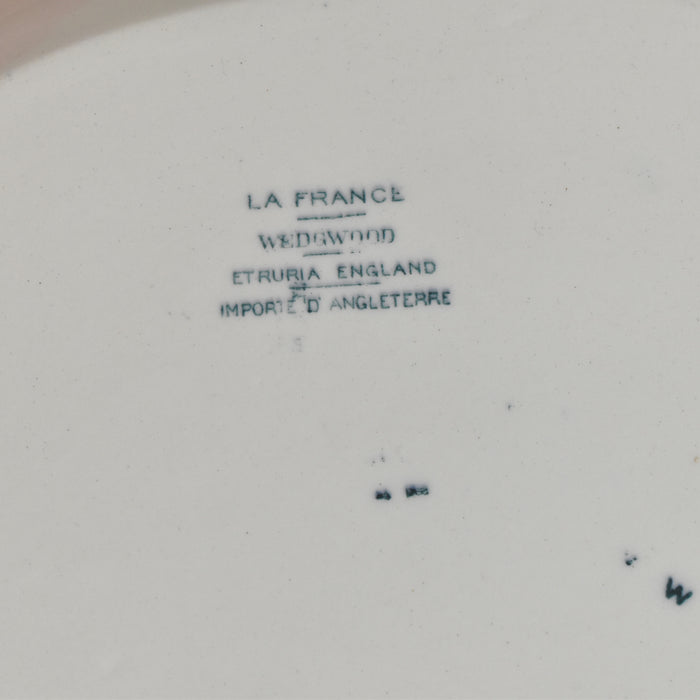 LA FRANCE
WEDGWOOD
ETRURIA ENGLAND
IMPORTÉ D'ANGLETERRE
W